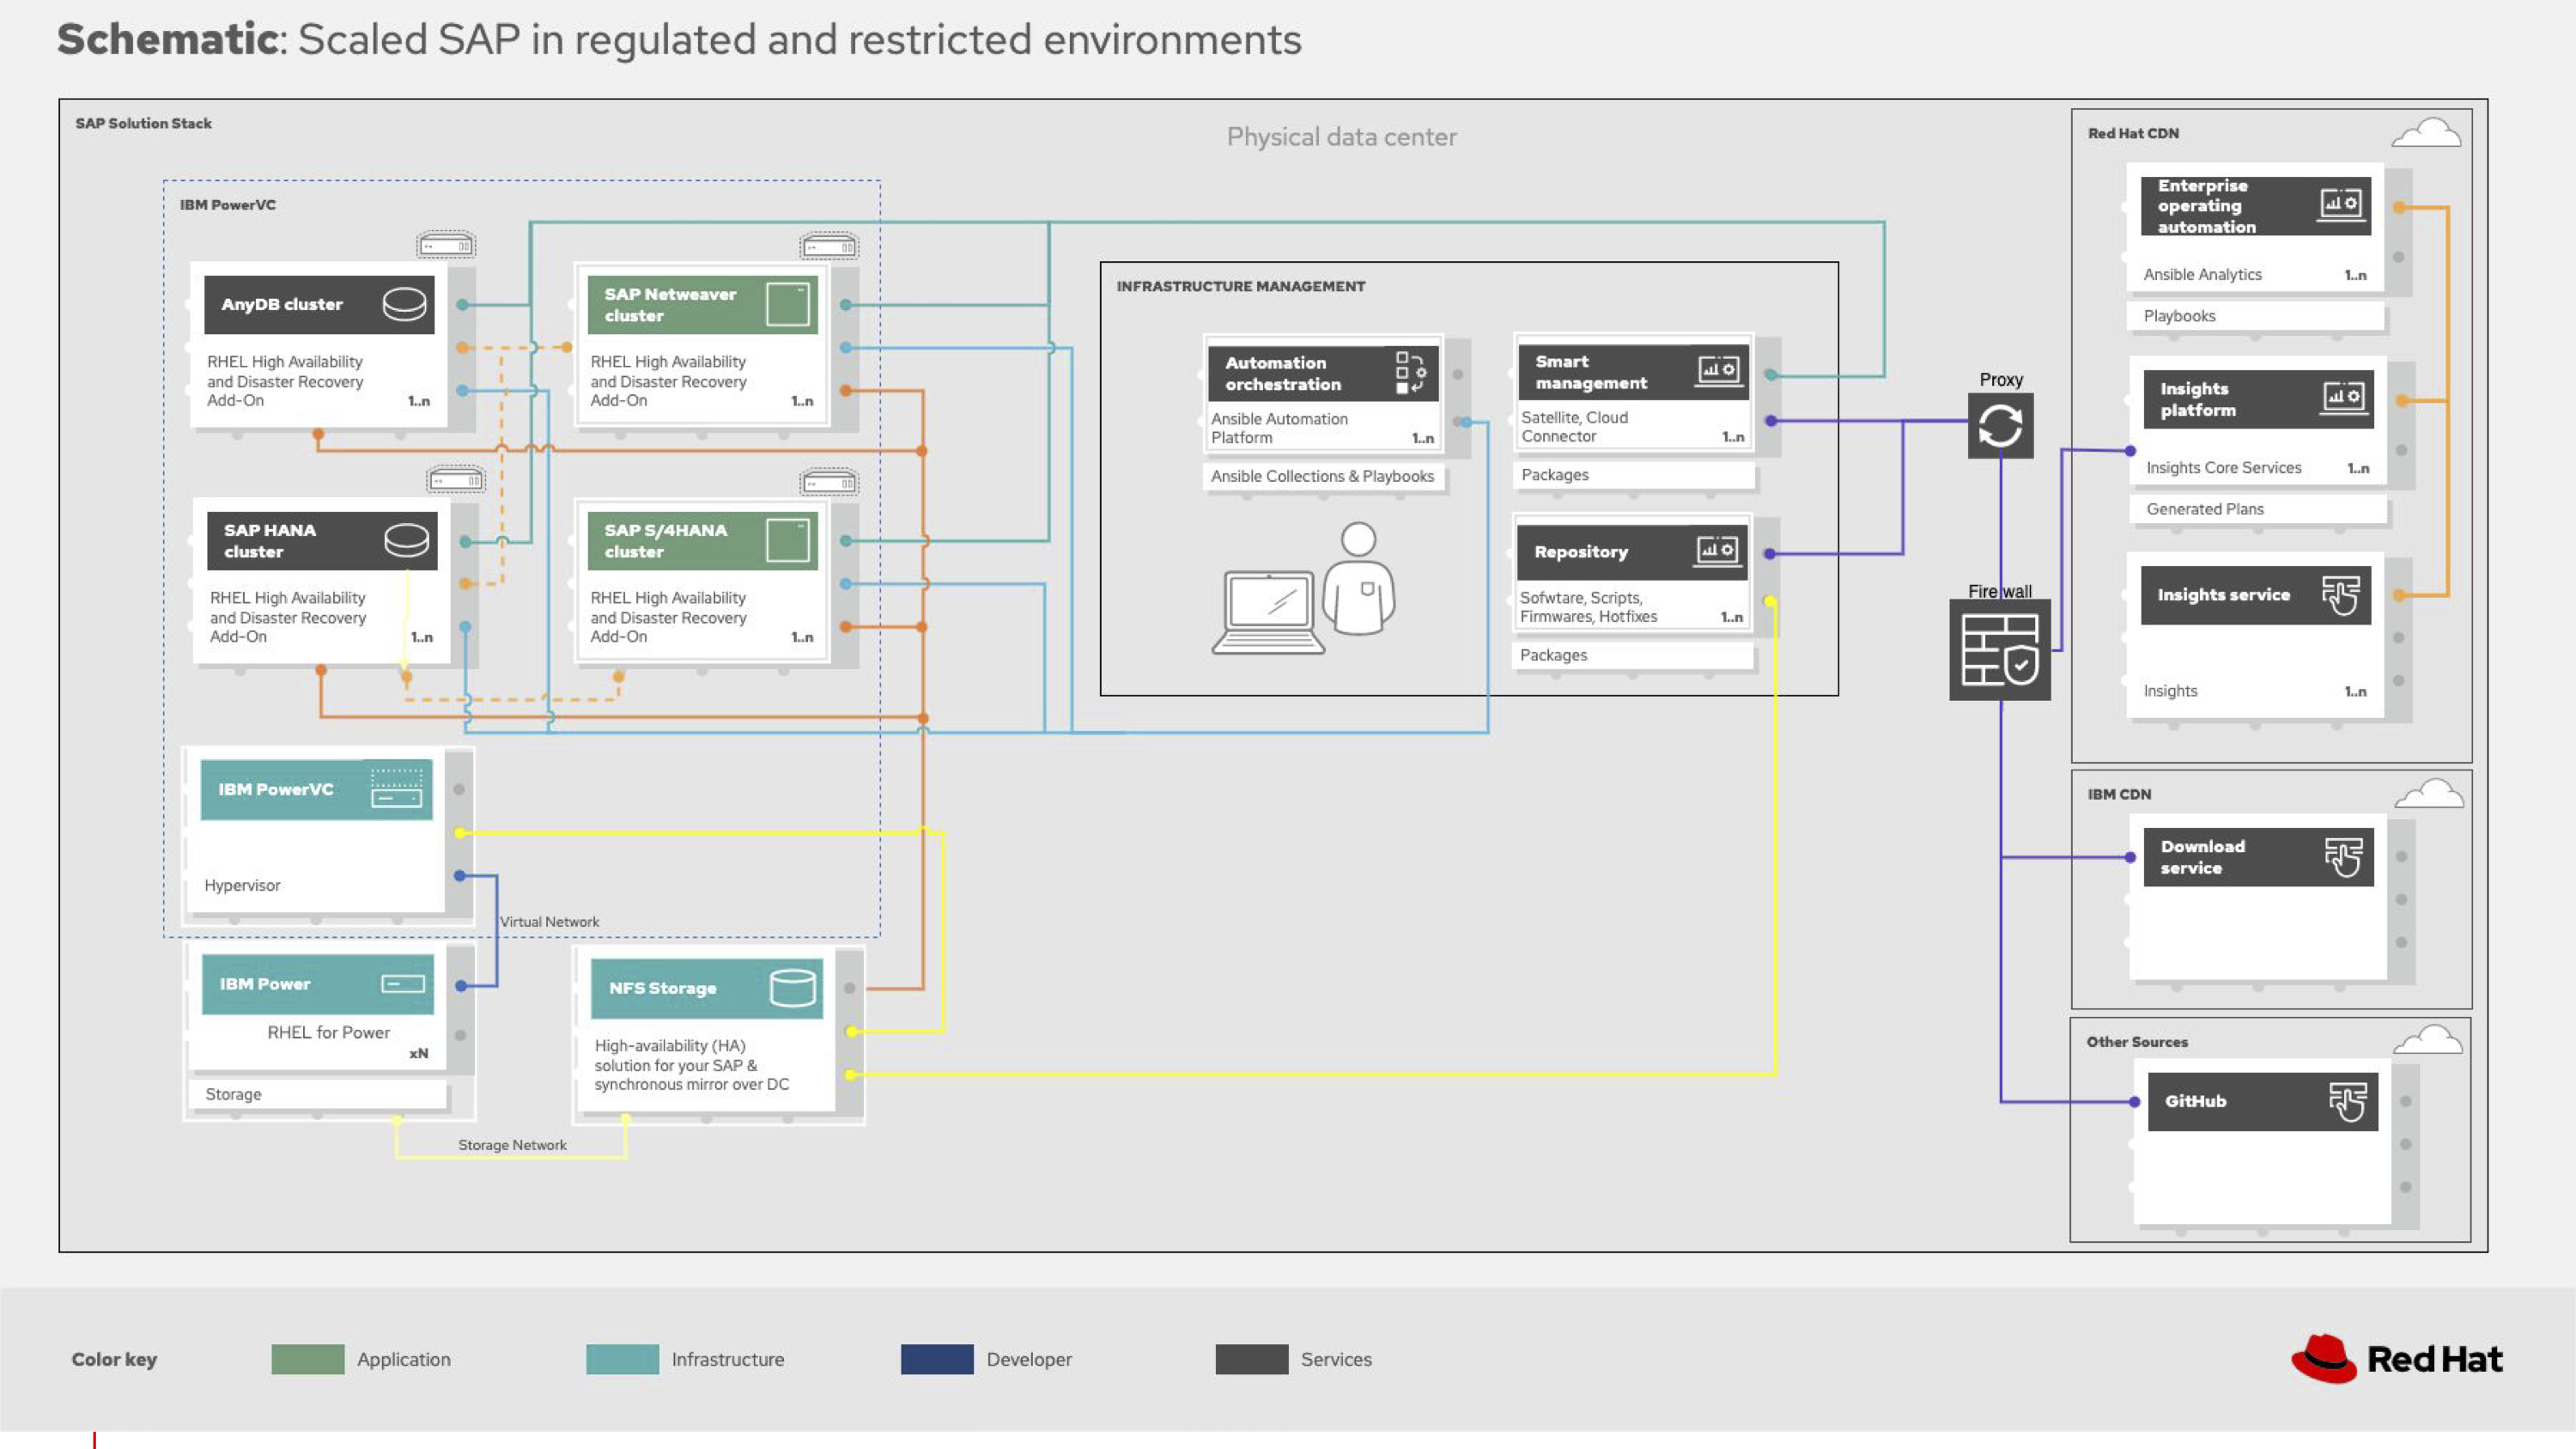 Schematic: Scaled SAP in regulated and restricted environments
SAP Solution Stack
Physical data center
IBM PowerVC
AnyDB cluster
RHEL High Availability
and Disaster Recovery
Add-On
1..n
SAP Netweaver
cluster
RHEL High Availability
and Disaster Recovery
Add-On
1..n
SAP HANA
cluster
RHEL High Availability
and Disaster Recovery
Add-On
1..n
SAP S/4HANA
cluster
RHEL High Availability
and Disaster Recovery
Add-On
1..n
IBM PowerVC
Hypervisor
Virtual Network
IBM Power
RHEL for Power
xN
Storage
NFS Storage
High-availability (HA)
solution for your SAP &
synchronous mirror over DC
Storage Network
INFRASTRUCTURE MANAGEMENT
Automation
orchestration
Ansible Automation
Platform
1..n
Ansible Collections & Playbooks
Smart
management
Satellite, Cloud
Connector
1..n
Packages
Repository
Sofwtare, Scripts,
Firmwares, Hotfixes
1..n
Packages
Proxy
Firewall
Red Hat CDN
Enterprise
operating
automation
Ansible Analytics
1..n
Playbooks
Insights
platform
Insights Core Services
1..n
Generated Plans
Insights service
Insights
1..n
IBM CDN
Download
service
Other Sources
GitHub
Color key
Application
Infrastructure
Developer
Services
Red Hat